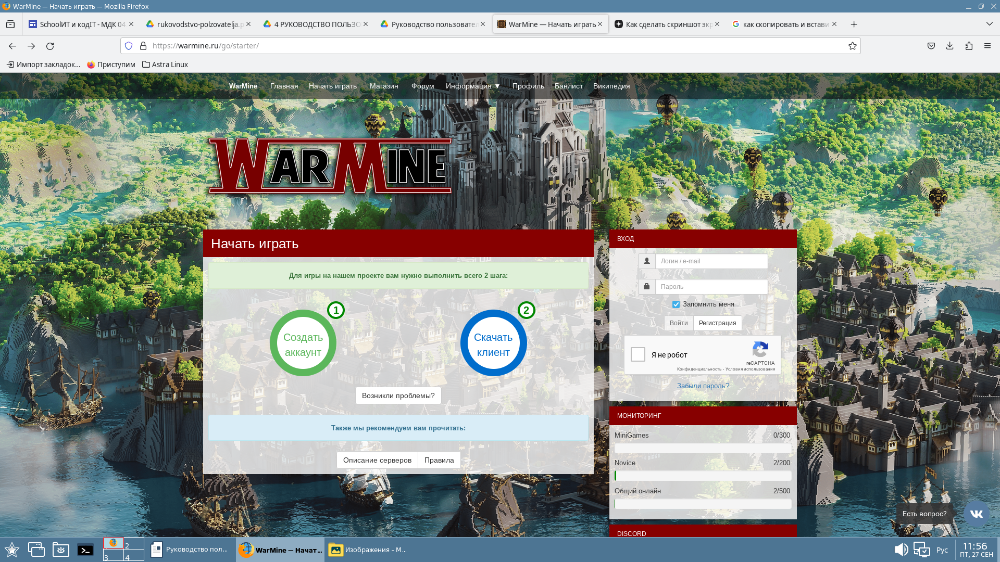 WarMine — Начать играть — Mozilla Firefox
SchoolИТ и кодIT - МДК 04
rukovodstvo-polzovatelja.p
4 РУКОВОДСТВО ПОЛЬЗО
Руководство пользовател
WarMine — Начать играть
Как сделать скриншот экр
как скопировать и встави
https://warmine.ru/go/starter/
Импорт закладок...
Приступим
Astra Linux
WarMine
Главная
Начать играть
Магазин
Форум
Информация ▼
Профиль
Банлист
Википедия
WARMINE
Начать играть
Для игры на нашем проекте вам нужно выполнить всего 2 шага:
1
Создать
аккаунт
2
Скачать
клиент
Возникли проблемы?
Также мы рекомендуем вам прочитать:
Описание серверов
Правила
ВХОД
Логин / e-mail
Пароль
Запомнить меня
Войти
Регистрация
Я не робот
reCAPTCHA
Конфиденциальность - Условия использования
Забыли пароль?
МОНИТОРИНГ
MiniGames 0/300
Novice 2/200
Общий онлайн 2/500
DISCORD
Есть вопрос?
2
3
4
Руководство пол...
WarMine — Начат...
Изображения - М...
Рус
11:56
ПТ, 27 СЕН